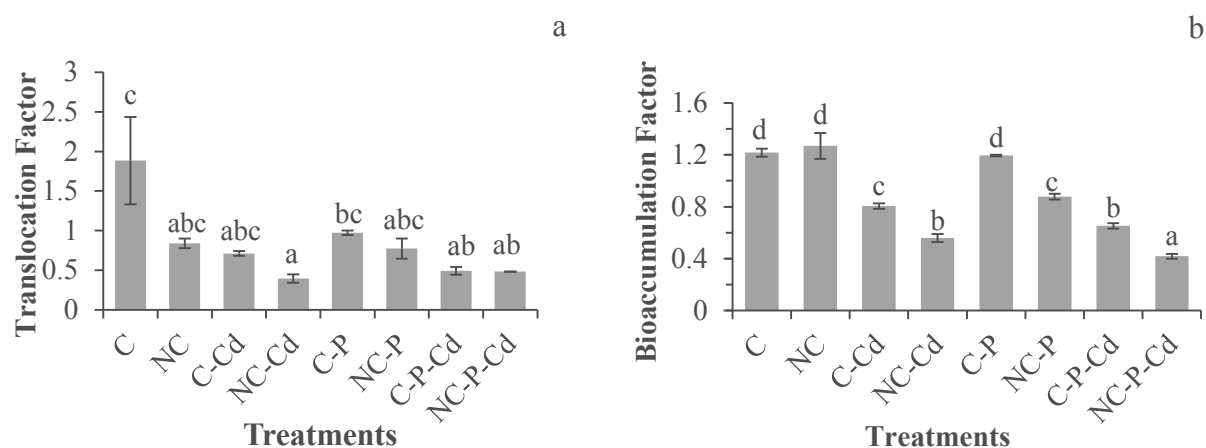 a
Translocation Factor
3
2.5
2
1.5
1
0.5
0
c
abc
abc
a
bc
abc
ab
ab
C
NC
C-Cd
NC-Cd
C-P
NC-P
C-P-Cd
NC-P-Cd
Treatments
b
Bioaccumulation Factor
1.6
1.2
0.8
0.4
0
d
d
c
b
d
c
b
a
C
NC
C-Cd
NC-Cd
C-P
NC-P
C-P-Cd
NC-P-Cd
Treatments